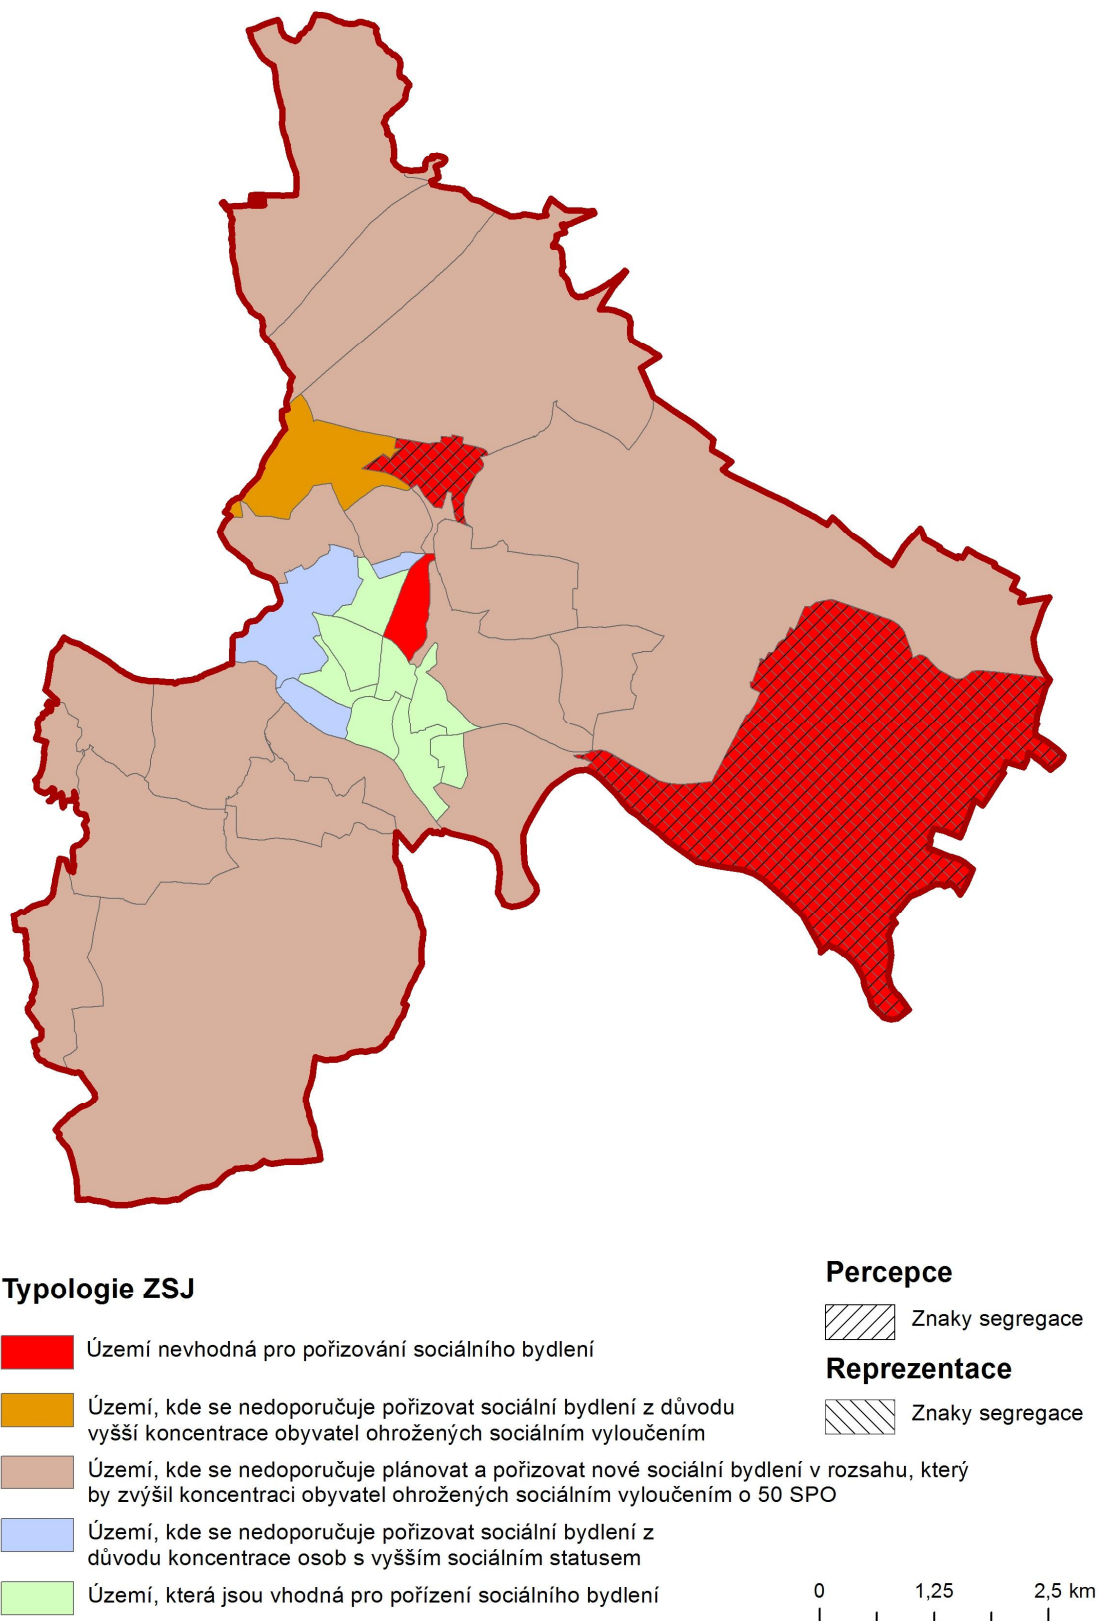 Typologie ZSJ
Území nevhodná pro pořizování sociálního bydlení
Území, kde se nedoporučuje pořizovat sociální bydlení z důvodu
vyšší koncentrace obyvatel ohrožených sociálním vyloučením
Území, kde se nedoporučuje plánovat a pořizovat nové sociální bydlení v rozsahu, který
by zvýšil koncentraci obyvatel ohrožených sociálním vyloučením o 50 SPO
Území, kde se nedoporučuje pořizovat sociální bydlení z
důvodu koncentrace osob s vyšším sociálním statusem
Území, která jsou vhodná pro pořízení sociálního bydlení
Percepce
Znaky segregace
Reprezentace
Znaky segregace
0 1,25 2,5 km